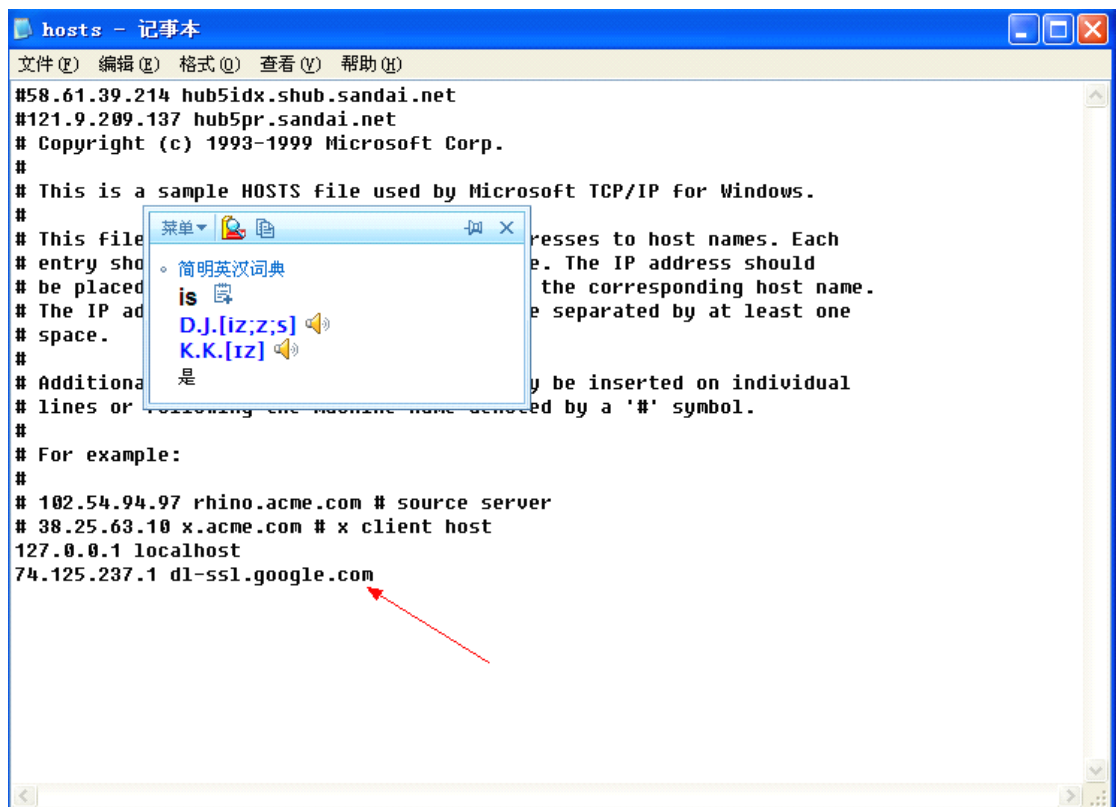 hosts - 记事本
文件(F) 编辑(E) 格式(O) 查看(V) 帮助(H)
#58.61.39.214 hub5idx.shub.sandai.net
#121.9.209.137 hub5pr.sandai.net
# Copyright (c) 1993-1999 Microsoft Corp.
#
# This is a sample HOSTS file used by Microsoft TCP/IP for Windows.
#
# This file resses to host names. Each
# entry sho e. The IP address should
# be placed the corresponding host name.
# The IP ad e separated by at least one
# space.
#
# Additiona y be inserted on individual
# lines or following the machine name denoted by a '#' symbol.
#
# For example:
#
# 102.54.94.97 rhino.acme.com # source server
# 38.25.63.10 x.acme.com # x client host
127.0.0.1 localhost
74.125.237.1 dl-ssl.google.com
菜单
简明英汉词典
is
D.J.[iz;z;s]
K.K.[ɪz]
是